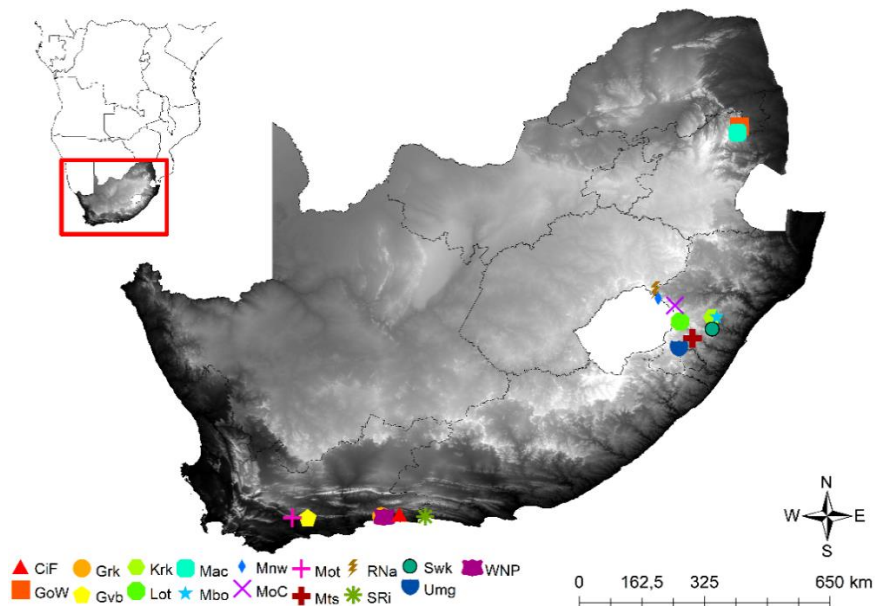 N
W E
S
CiF Grk Krk Mac Mnw Mot RNa Swk WNP
GoW Gvb Lot Mbo MoC Mts SRi Umg
0 162,5 325 650 km